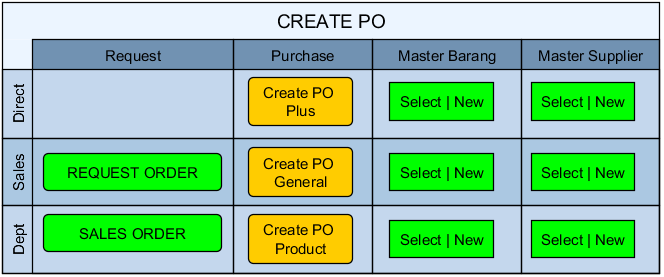 CREATE PO
Request Purchase Master Barang Master Supplier
Direct
Create PO
Plus
Select | New
Select | New
Sales
REQUEST ORDER
Create PO
General
Select | New
Select | New
Dept
SALES ORDER
Create PO
Product
Select | New
Select | New